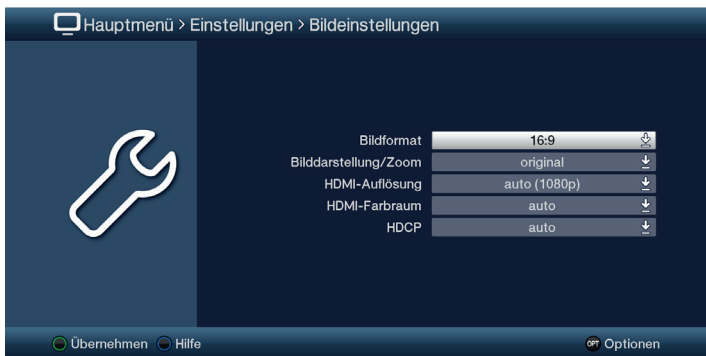 Hauptmenü > Einstellungen > Bildeinstellungen
Bildformat 16:9
Bilddarstellung/Zoom original
HDMI-Auflösung auto (1080p)
HDMI-Farbraum auto
HDCP auto
Übernehmen Hilfe OPT Optionen